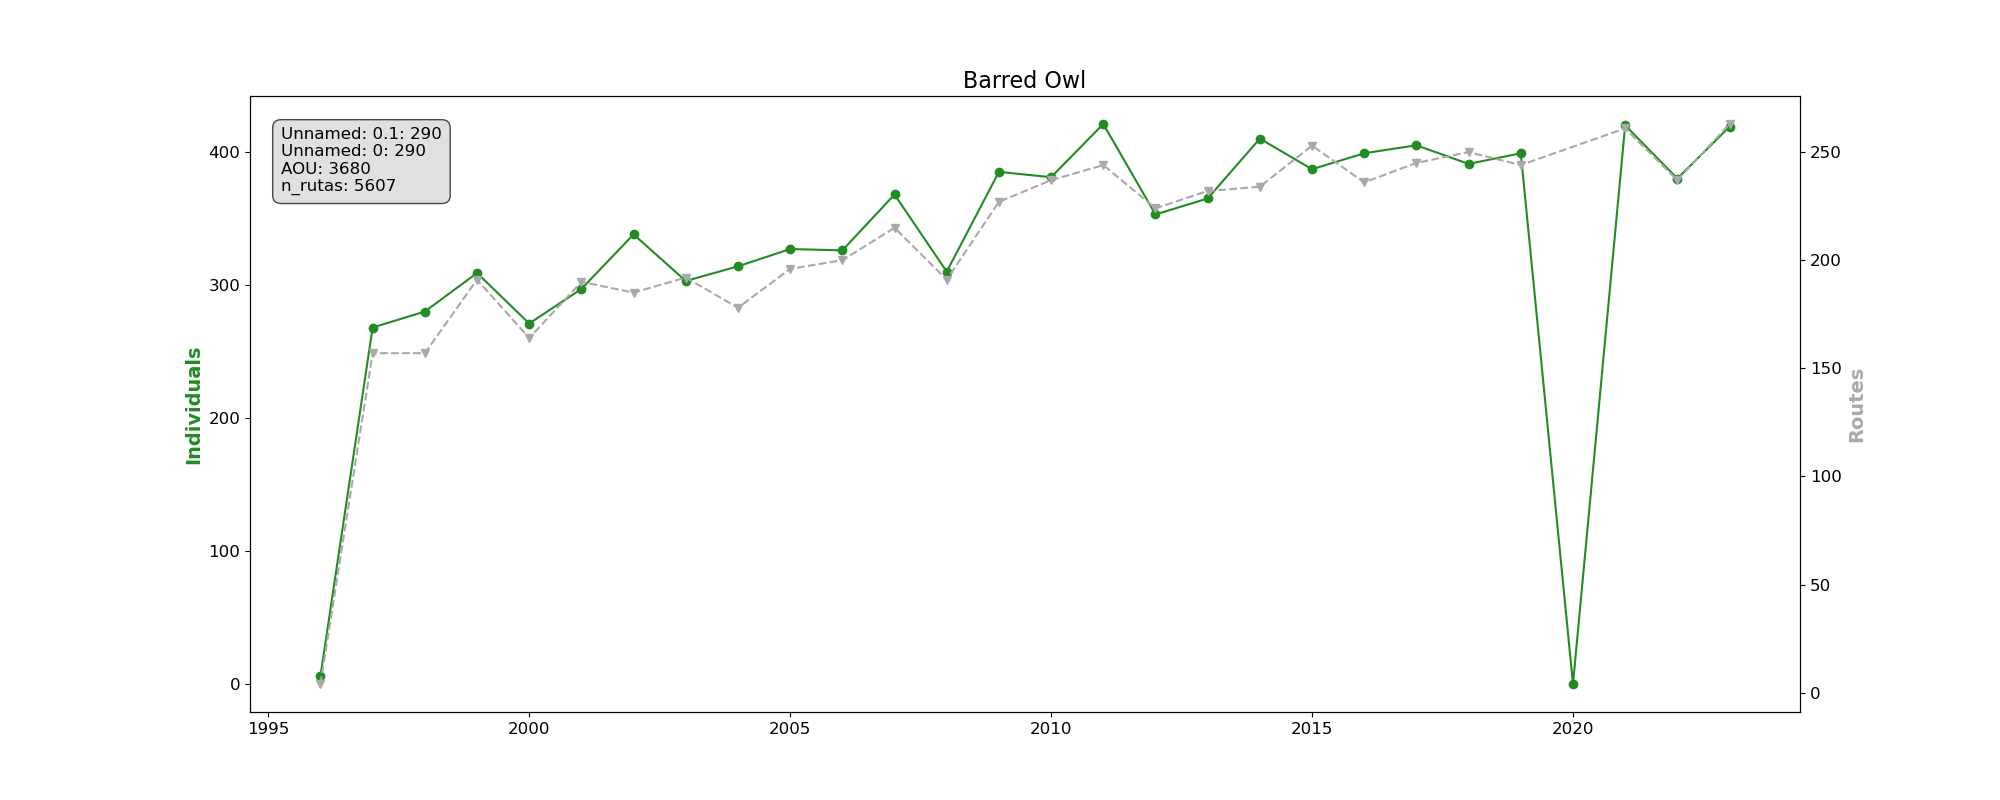 Barred Owl
Unnamed: 0.1: 290
Unnamed: 0: 290
AOU: 3680
n_rutas: 5607
Individuals
400
300
200
100
0
Routes
250
200
150
100
50
0
1995 2000 2005 2010 2015 2020